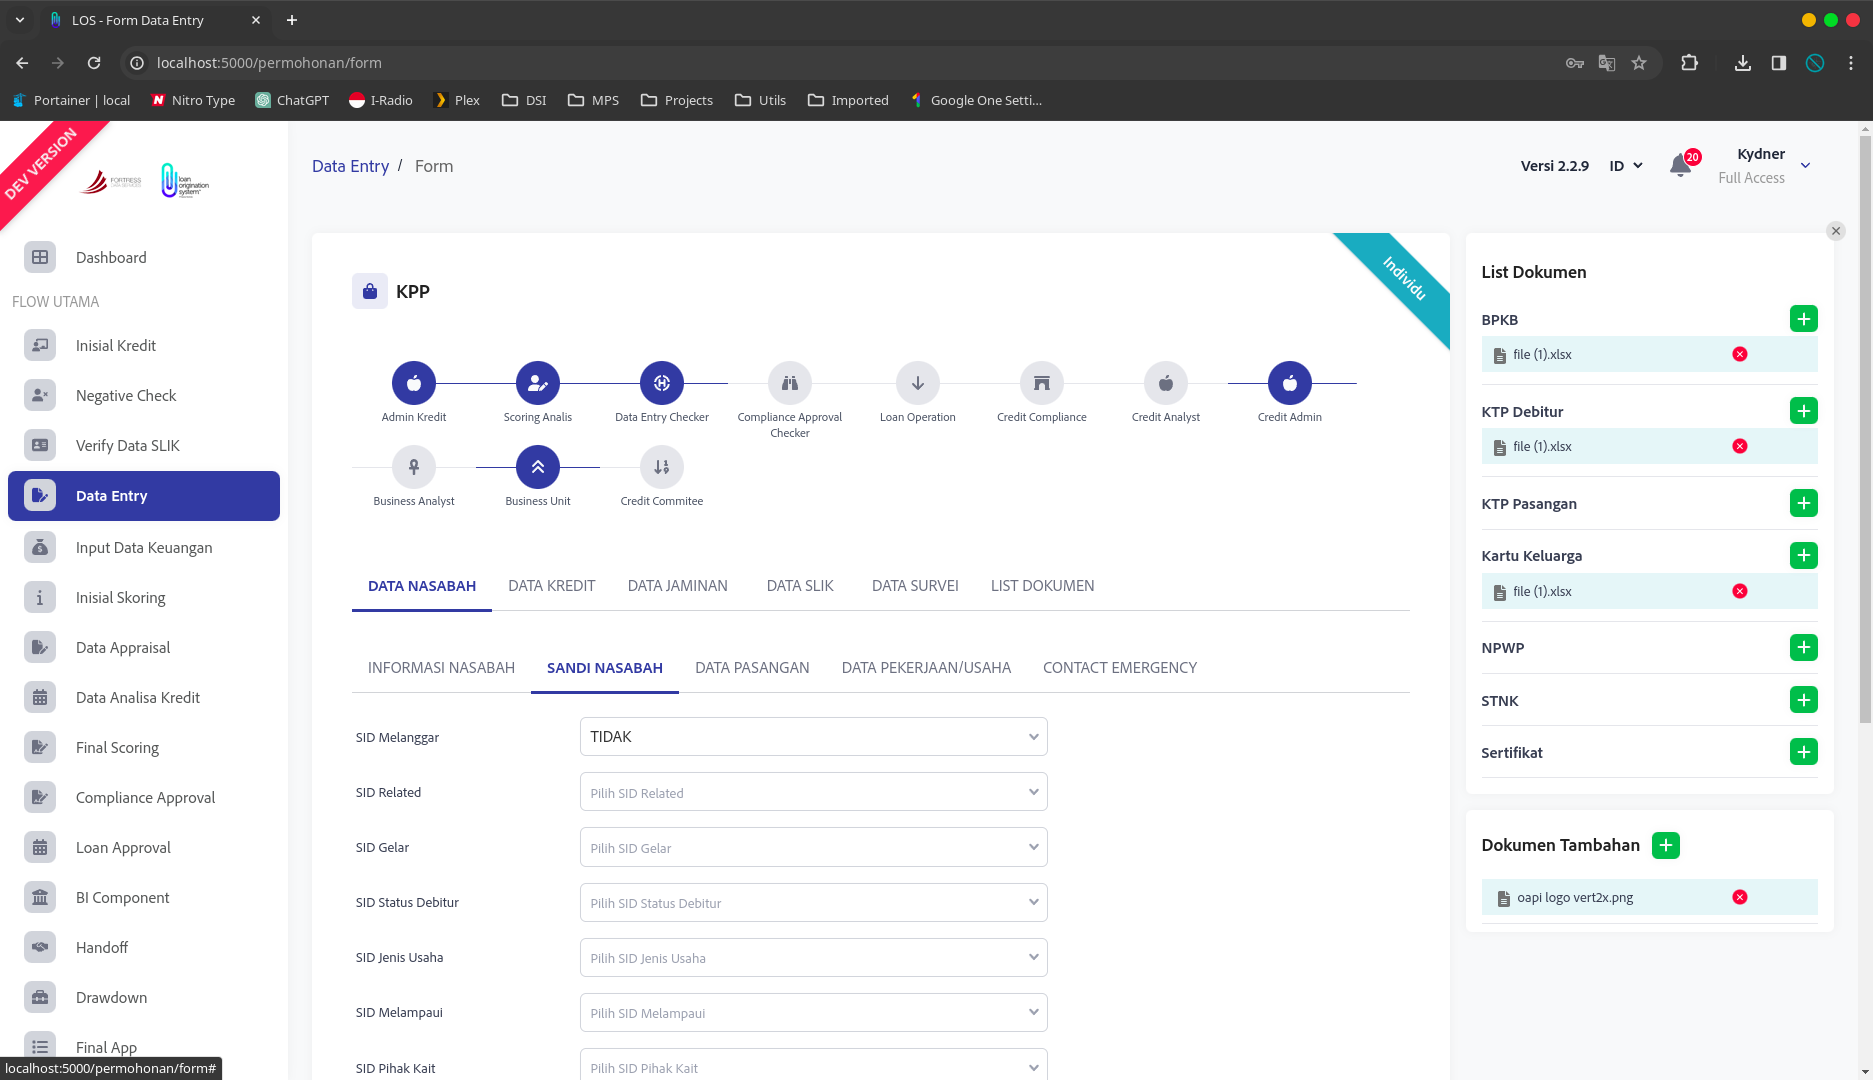 LOS - Form Data Entry
localhost:5000/permohonan/form
Portainer | local
Nitro Type
ChatGPT
I-Radio
Plex
DSI
MPS
Projects
Utils
Imported
Google One Setti...
DEV VERSION
FORTRESS
loan
origination
system
Dashboard
FLOW UTAMA
Inisial Kredit
Negative Check
Verify Data SLIK
Data Entry
Input Data Keuangan
Inisial Skoring
Data Appraisal
Data Analisa Kredit
Final Scoring
Compliance Approval
Loan Approval
BI Component
Handoff
Drawdown
Final App
localhost:5000/permohonan/form#
Data Entry / Form
Versi 2.2.9
ID
20
Kydner
Full Access
KPP
Individu
Admin Kredit
Scoring Analis
Data Entry Checker
Compliance Approval
Checker
Loan Operation
Credit Compliance
Credit Analyst
Credit Admin
Business Analyst
Business Unit
Credit Commitee
DATA NASABAH
DATA KREDIT
DATA JAMINAN
DATA SLIK
DATA SURVEI
LIST DOKUMEN
INFORMASI NASABAH
SANDI NASABAH
DATA PASANGAN
DATA PEKERJAAN/USAHA
CONTACT EMERGENCY
SID Melanggar
TIDAK
SID Related
Pilih SID Related
SID Gelar
Pilih SID Gelar
SID Status Debitur
Pilih SID Status Debitur
SID Jenis Usaha
Pilih SID Jenis Usaha
SID Melampaui
Pilih SID Melampaui
SID Pihak Kait
Pilih SID Pihak Kait
List Dokumen
BPKB
file (1).xlsx
KTP Debitur
file (1).xlsx
KTP Pasangan
Kartu Keluarga
file (1).xlsx
NPWP
STNK
Sertifikat
Dokumen Tambahan
oapi logo vert2x.png